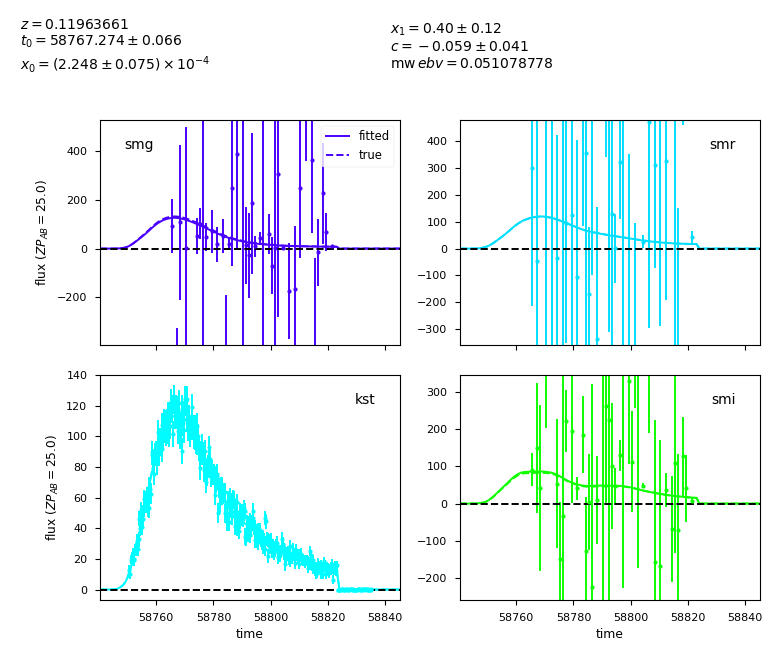 z = 0.11963661
t₀ = 58767.274 ± 0.066
x₀ = (2.248 ± 0.075) × 10⁻⁴
x₁ = 0.40 ± 0.12
c = −0.059 ± 0.041
mw ebv = 0.051078778
smg
fitted
true
400
200
0
−200
flux (ZP_AB = 25.0)
smr
400
300
200
100
0
−100
−200
−300
kst
140
120
100
80
60
40
20
0
flux (ZP_AB = 25.0)
58760 58780 58800 58820 58840
time
smi
300
200
100
0
−100
−200
58760 58780 58800 58820 58840
time